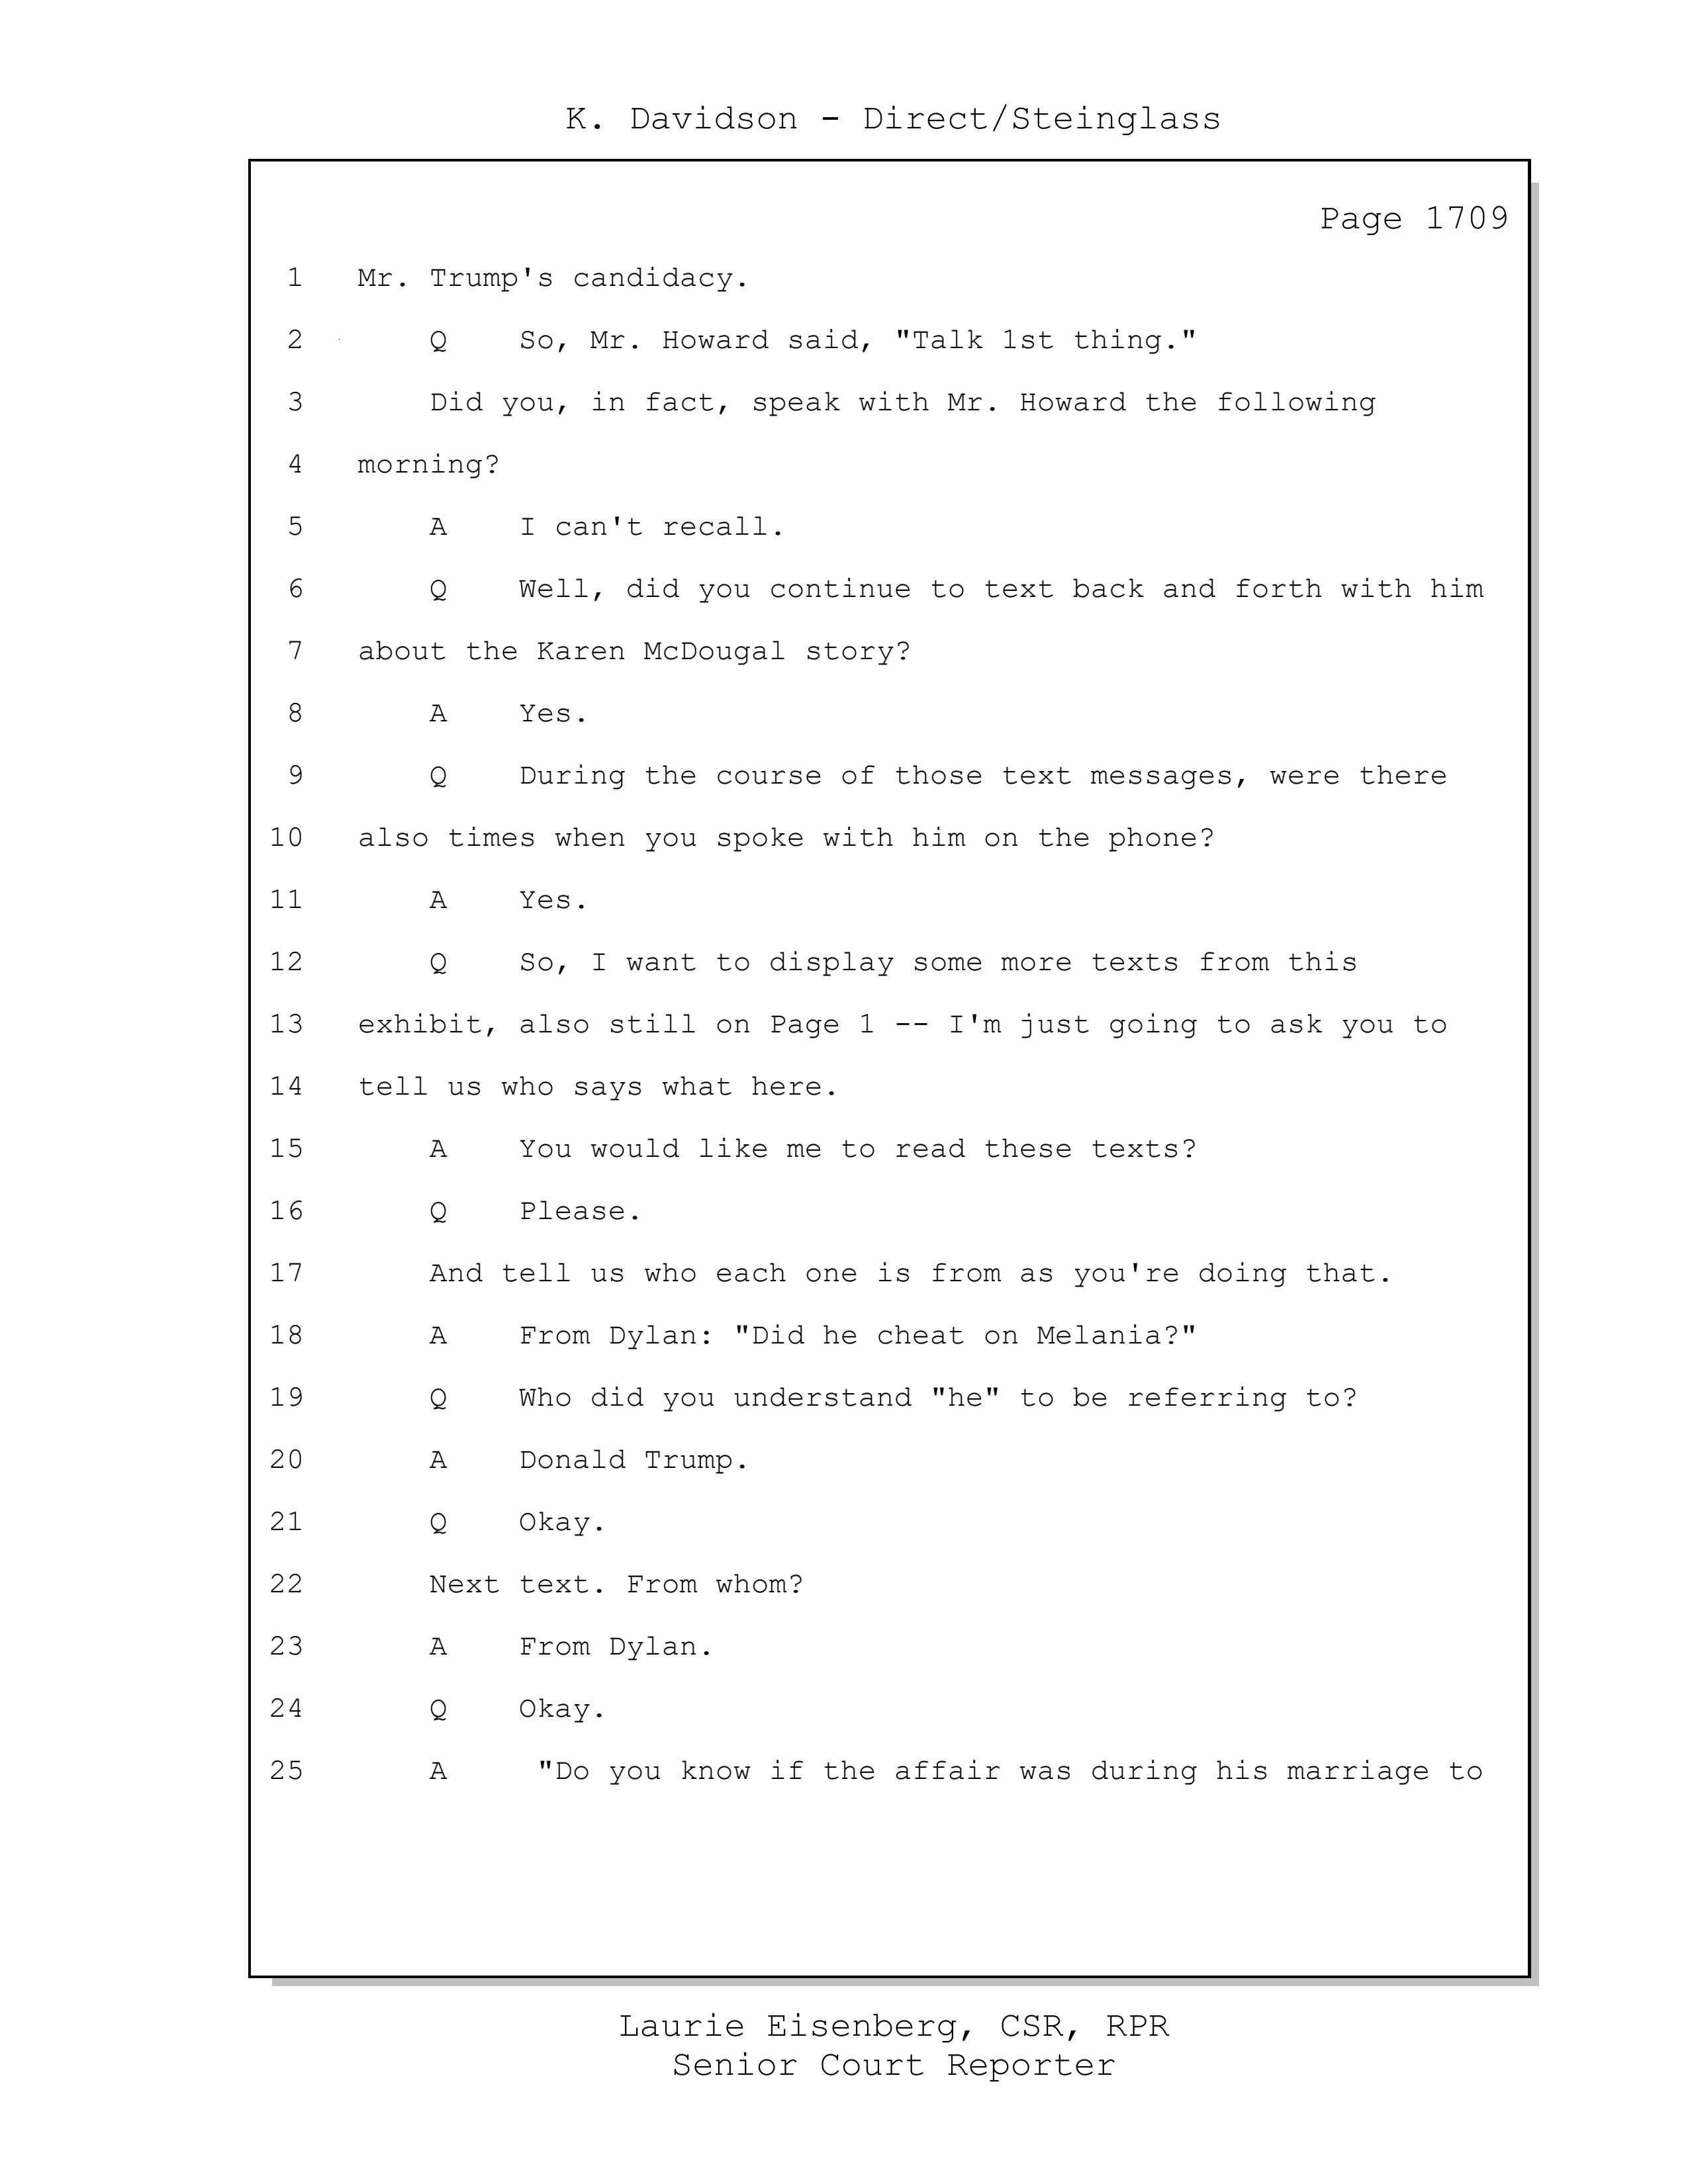 K. Davidson - Direct/Steinglass
Page 1709
1 Mr. Trump's candidacy.
2 Q So, Mr. Howard said, "Talk 1st thing."
3 Did you, in fact, speak with Mr. Howard the following
4 morning?
5 A I can't recall.
6 Q Well, did you continue to text back and forth with him
7 about the Karen McDougal story?
8 A Yes.
9 Q During the course of those text messages, were there
10 also times when you spoke with him on the phone?
11 A Yes.
12 Q So, I want to display some more texts from this
13 exhibit, also still on Page 1 -- I'm just going to ask you to
14 tell us who says what here.
15 A You would like me to read these texts?
16 Q Please.
17 And tell us who each one is from as you're doing that.
18 A From Dylan: "Did he cheat on Melania?"
19 Q Who did you understand "he" to be referring to?
20 A Donald Trump.
21 Q Okay.
22 Next text. From whom?
23 A From Dylan.
24 Q Okay.
25 A "Do you know if the affair was during his marriage to
Laurie Eisenberg, CSR, RPR
Senior Court Reporter